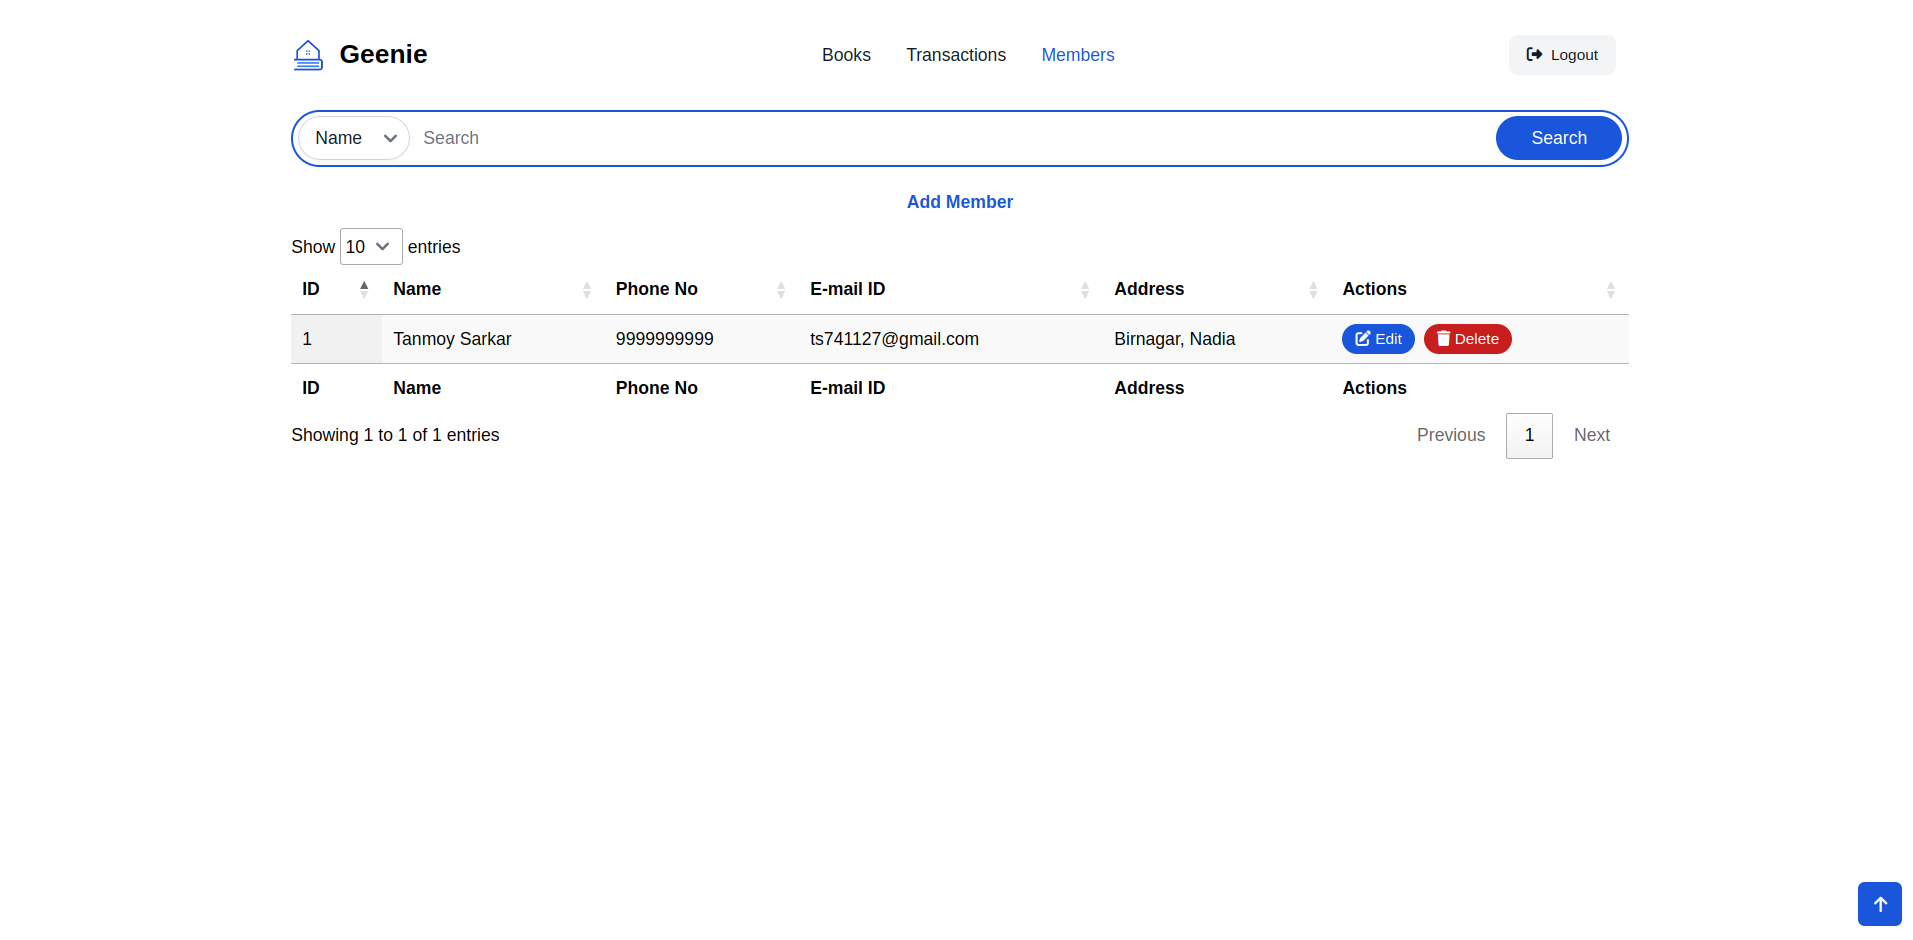 Geenie Books Transactions Members Logout
Name Search Search
Add Member
Show 10 entries
ID Name Phone No E-mail ID Address Actions
1 Tanmoy Sarkar 9999999999 ts741127@gmail.com Birnagar, Nadia Edit Delete
ID Name Phone No E-mail ID Address Actions
Showing 1 to 1 of 1 entries Previous 1 Next